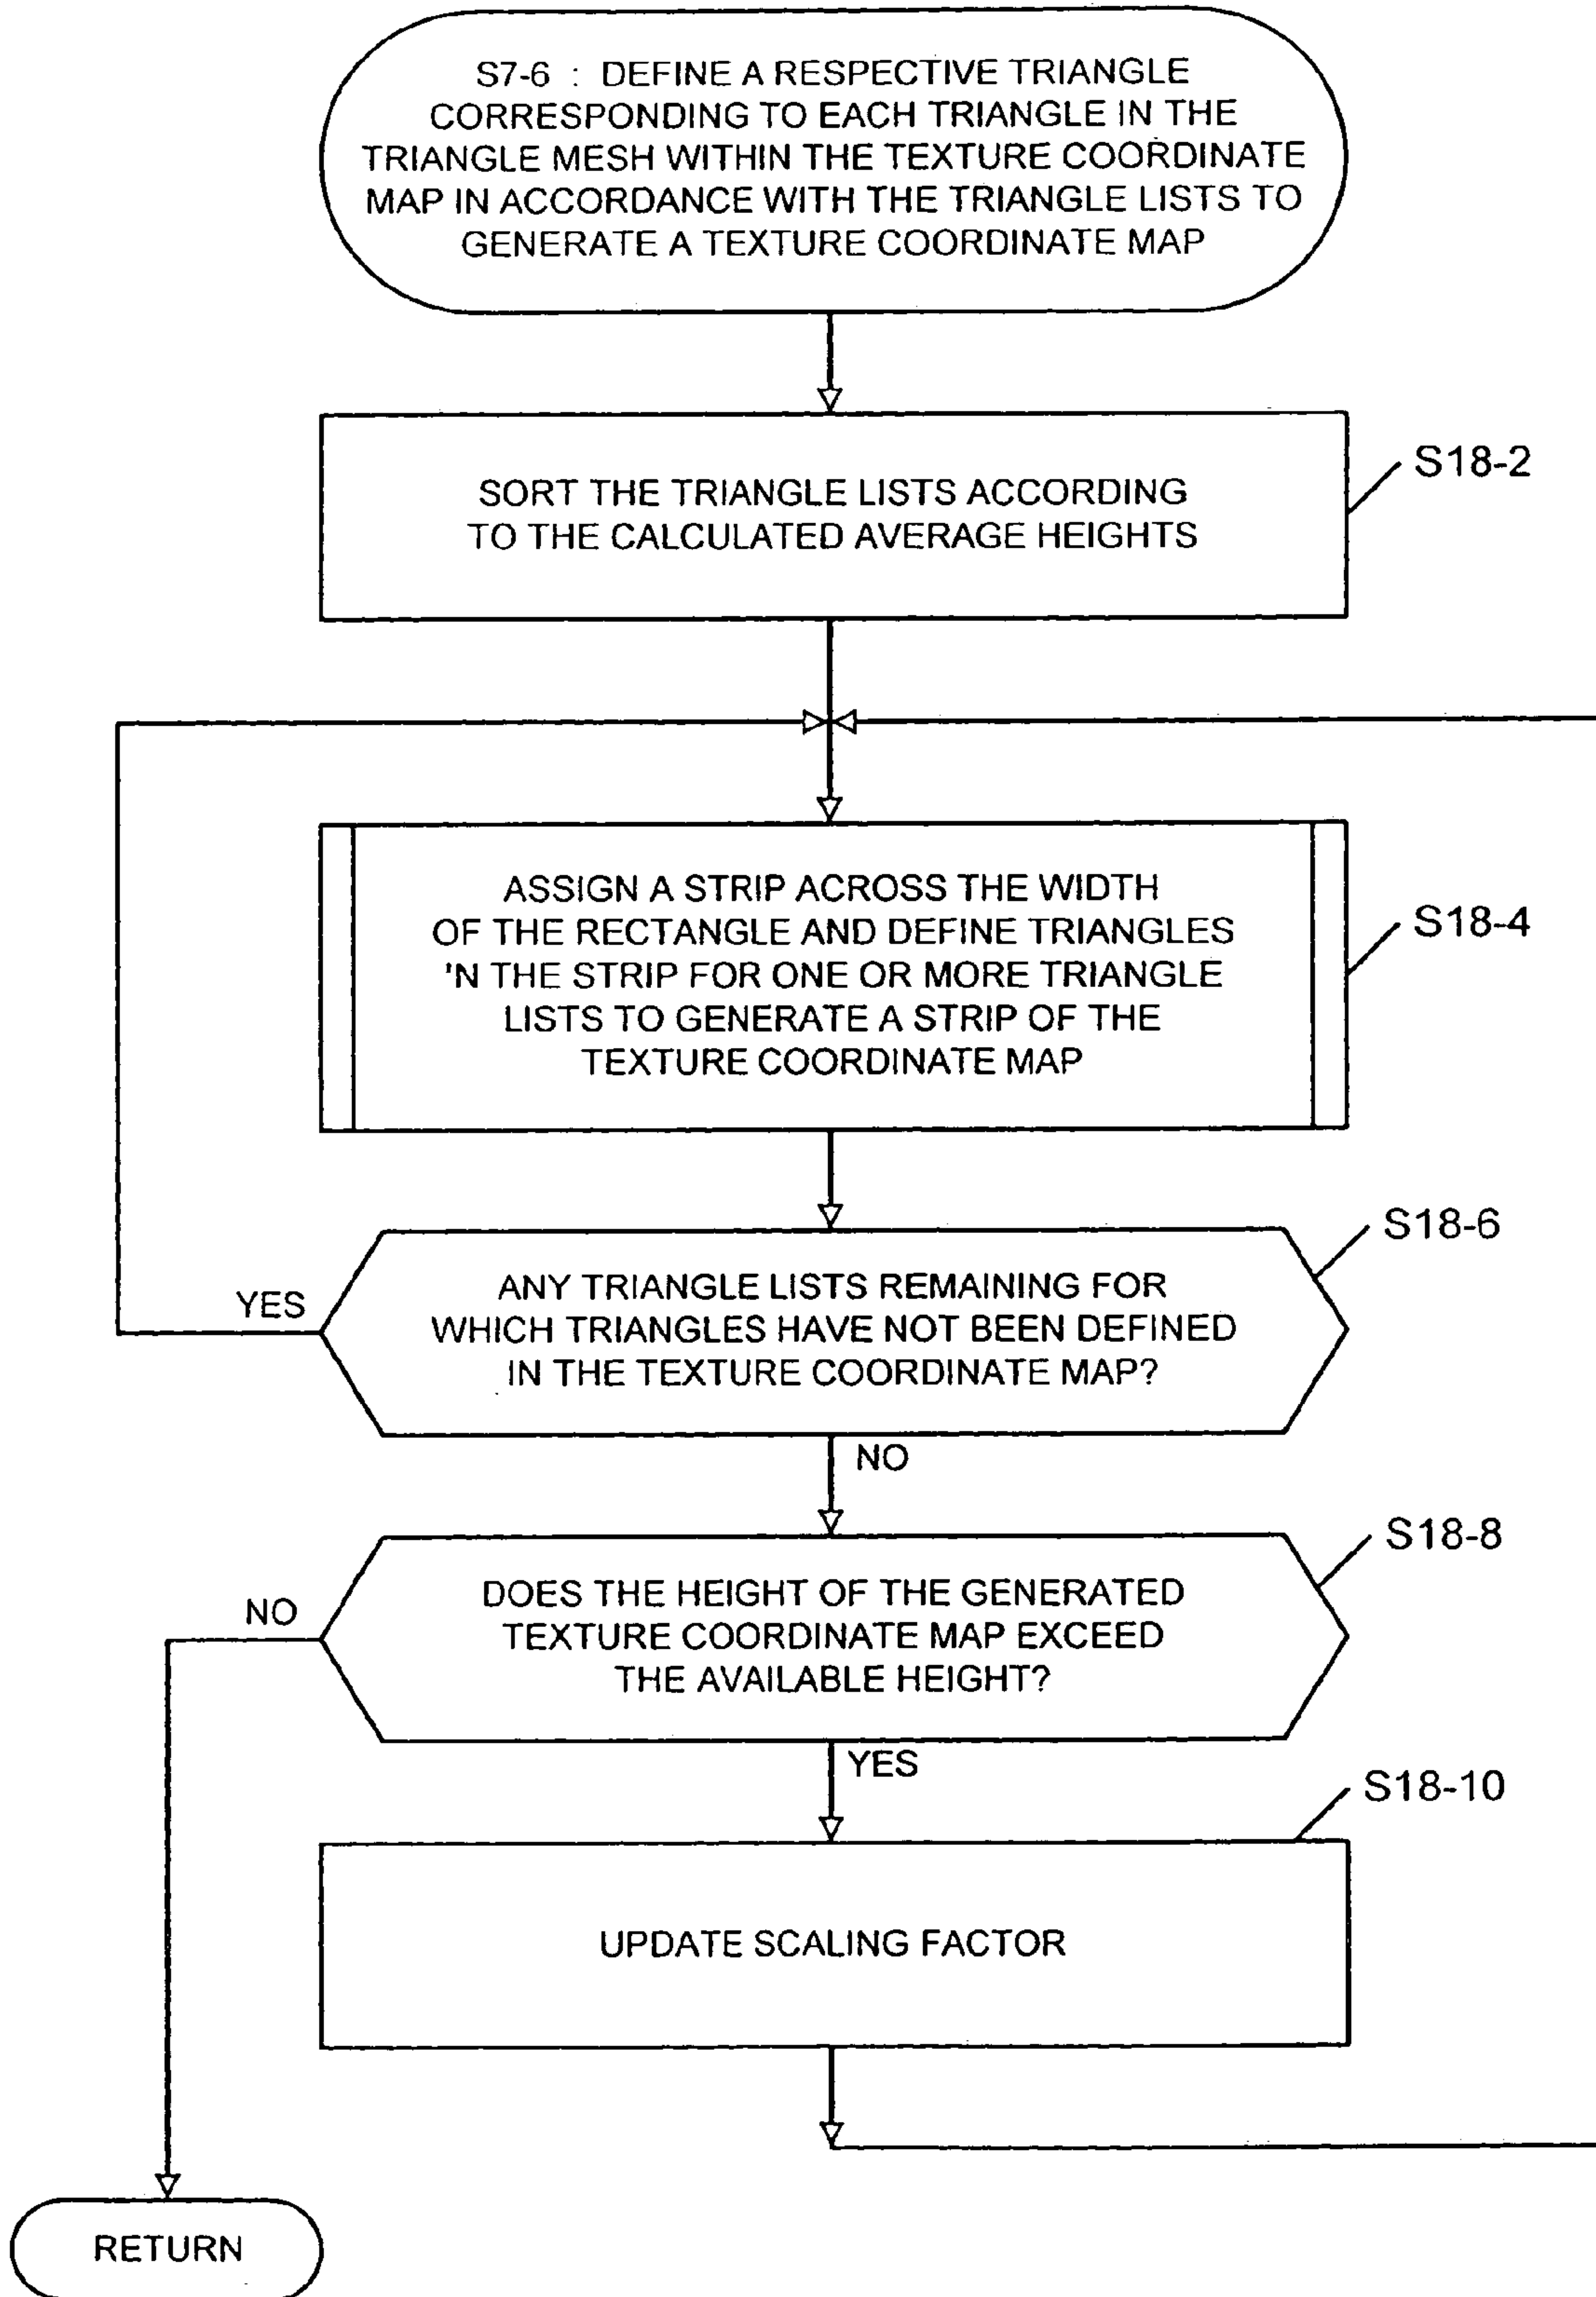 S7-6 : DEFINE A RESPECTIVE TRIANGLE
CORRESPONDING TO EACH TRIANGLE IN THE
TRIANGLE MESH WITHIN THE TEXTURE COORDINATE
MAP IN ACCORDANCE WITH THE TRIANGLE LISTS TO
GENERATE A TEXTURE COORDINATE MAP
S18-2
SORT THE TRIANGLE LISTS ACCORDING
TO THE CALCULATED AVERAGE HEIGHTS
ASSIGN A STRIP ACROSS THE WIDTH
S18-4
OF THE RECTANGLE AND DEFINE TRIANGLES
'N THE STRIP FOR ONE OR MORE TRIANGLE
LISTS TO GENERATE A STRIP OF THE
TEXTURE COORDINATE MAP
S18-6
ANY TRIANGLE LISTS REMAINING FOR
YES
WHICH TRIANGLES HAVE NOT BEEN DEFINED
IN THE TEXTURE COORDINATE MAP?
NO
S18-8
DOES THE HEIGHT OF THE GENERATED
NO
TEXTURE COORDINATE MAP EXCEED
THE AVAILABLE HEIGHT?
YES
S18-10
UPDATE SCALING FACTOR
RETURN